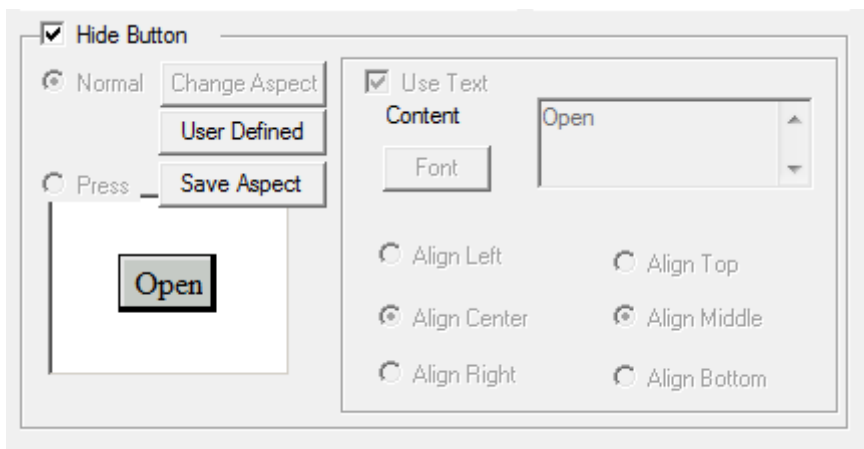 Hide Button
Normal
Change Aspect
User Defined
Press
Save Aspect
Open
Use Text
Content
Open
Font
Align Left
Align Top
Align Center
Align Middle
Align Right
Align Bottom